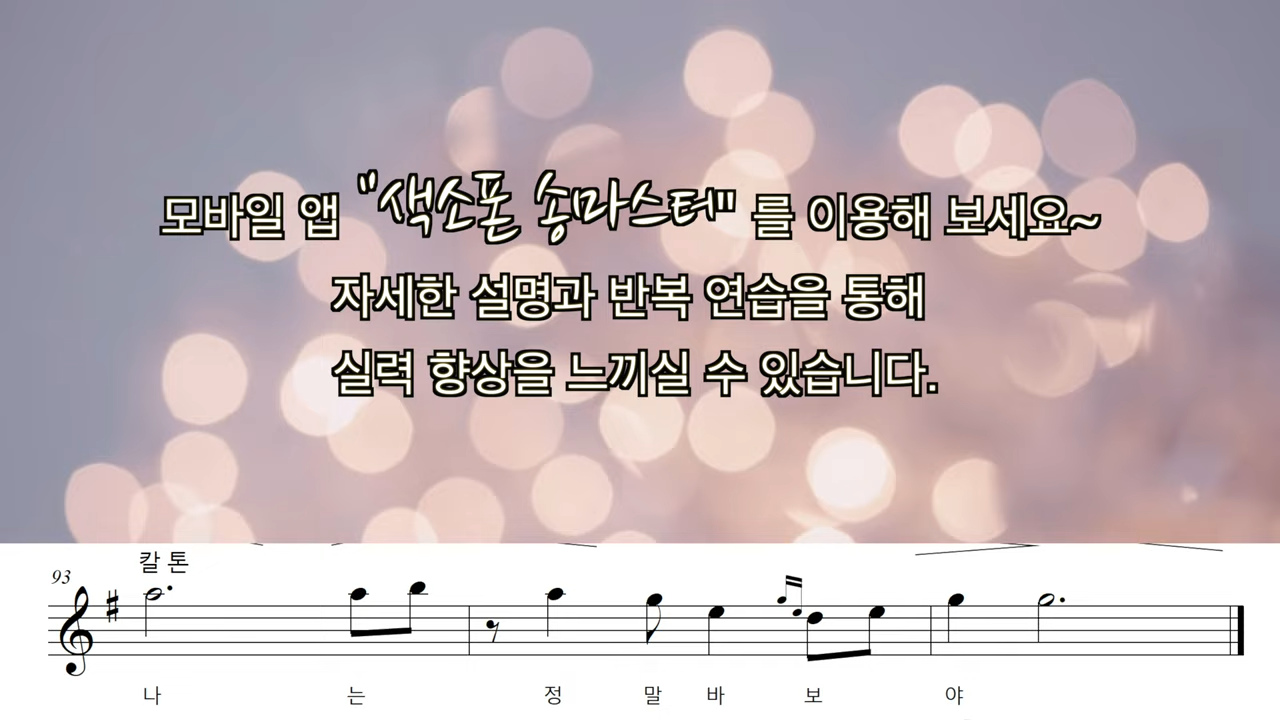 모바일 앱 "색소폰 송마스터" 를 이용해 보세요~
자세한 설명과 반복 연습을 통해
실력 향상을 느끼실 수 있습니다.
칼 톤
93
나 는 정 말 바 보 야